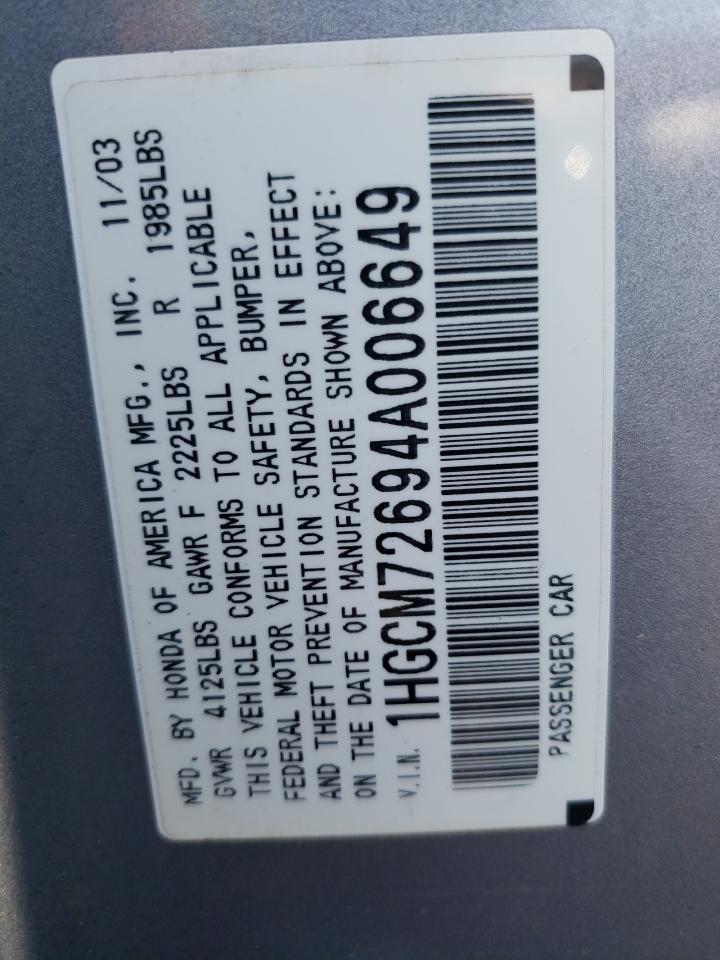 MFD. BY HONDA OF AMERICA MFG., INC. 11/03
GVWR 4125LBS GAWR F 2225LBS R 1985LBS
THIS VEHICLE CONFORMS TO ALL APPLICABLE
FEDERAL MOTOR VEHICLE SAFETY, BUMPER,
AND THEFT PREVENTION STANDARDS IN EFFECT
ON THE DATE OF MANUFACTURE SHOWN ABOVE:
V.I.N. 1HGCM72694A006649
PASSENGER CAR